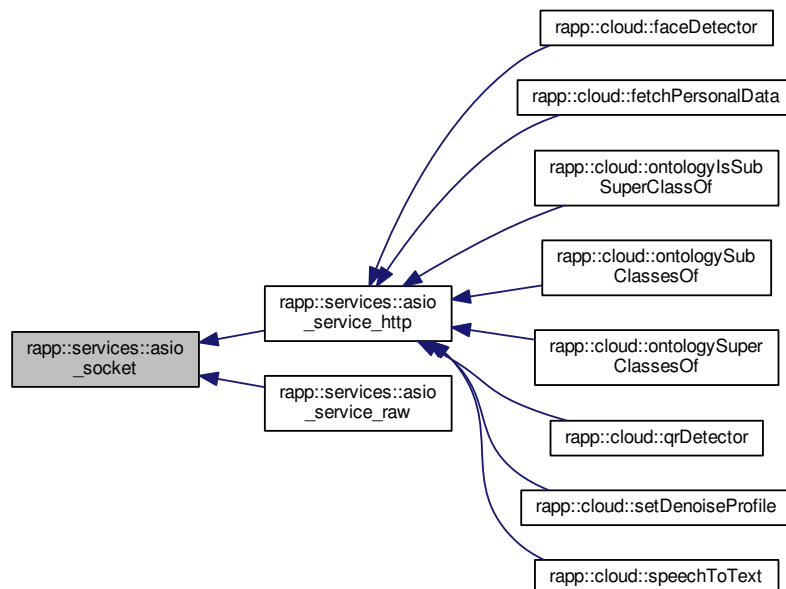 rapp::cloud::faceDetector
rapp::cloud::fetchPersonalData
rapp::cloud::ontologyIsSub
SuperClassOf
rapp::cloud::ontologySub
ClassesOf
rapp::services::asio
_service_http
rapp::services::asio
_socket
rapp::cloud::ontologySuper
ClassesOf
rapp::services::asio
_service_raw
rapp::cloud::qrDetector
rapp::cloud::setDenoiseProfile
rapp::cloud::speechToText